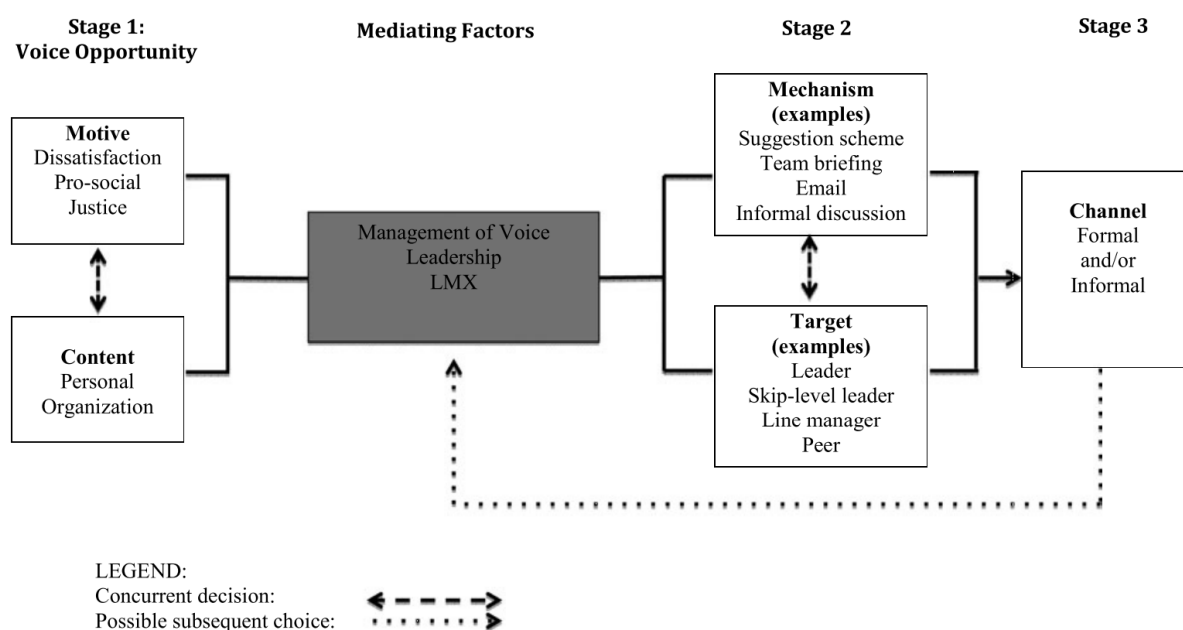 Stage 1:
Voice Opportunity
Mediating Factors
Stage 2
Stage 3
Motive
Dissatisfaction
Pro-social
Justice
Content
Personal
Organization
Management of Voice
Leadership
LMX
Mechanism
(examples)
Suggestion scheme
Team briefing
Email
Informal discussion
Target
(examples)
Leader
Skip-level leader
Line manager
Peer
Channel
Formal
and/or
Informal
LEGEND:
Concurrent decision:
Possible subsequent choice: